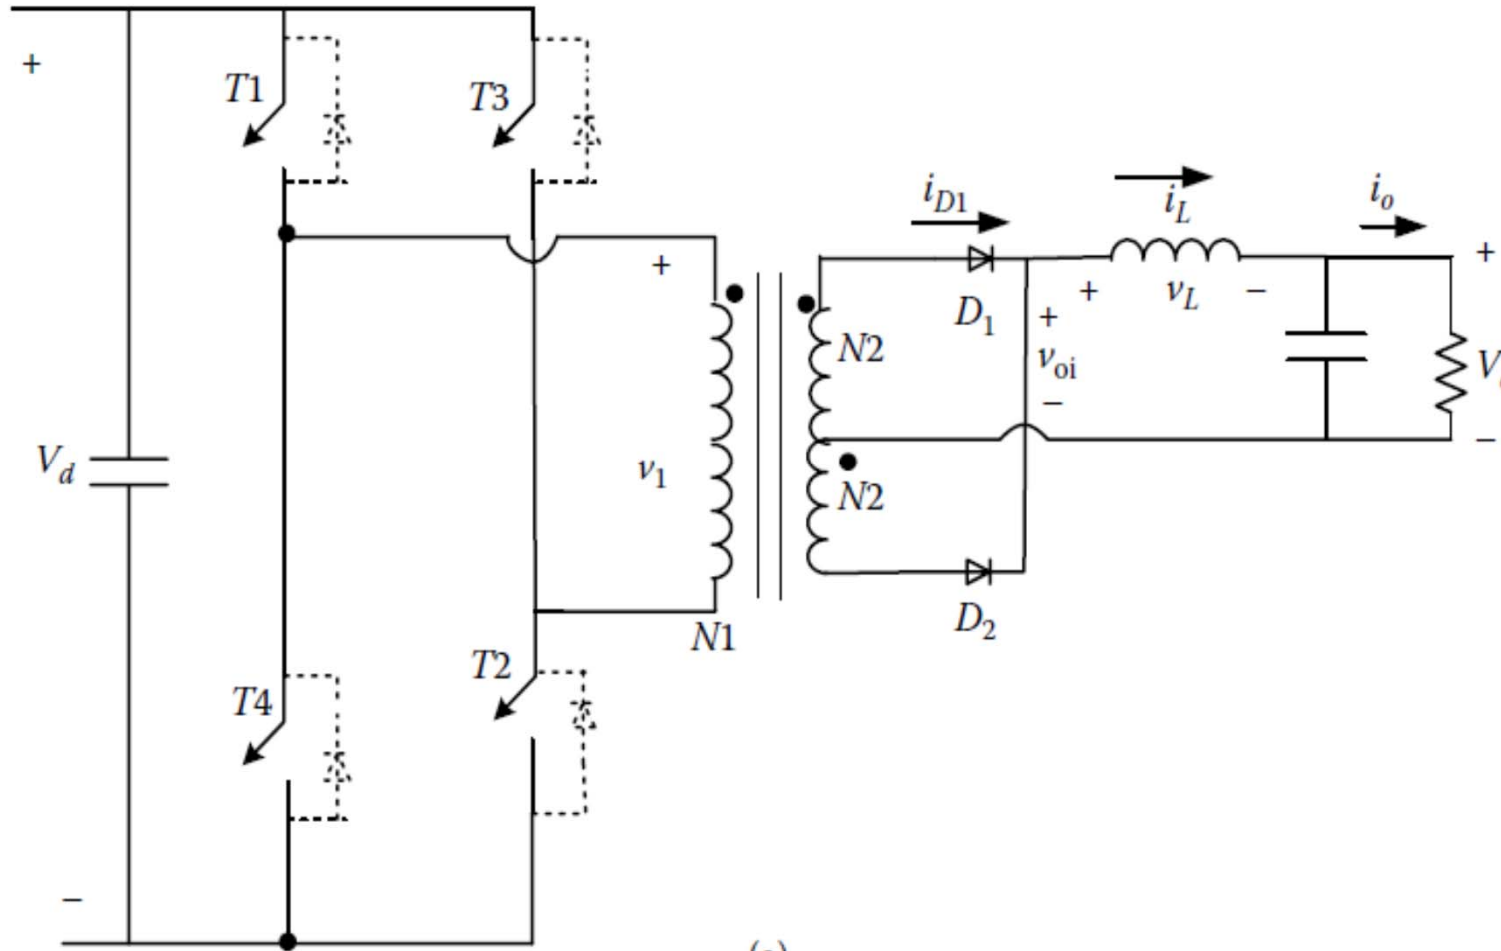 +
T1
T3
V_d
−
T4
T2
+
v_1
N1
N2
N2
i_D1
D_1
D_2
+
v_oi
−
i_L
+ v_L −
i_o
+
V
−